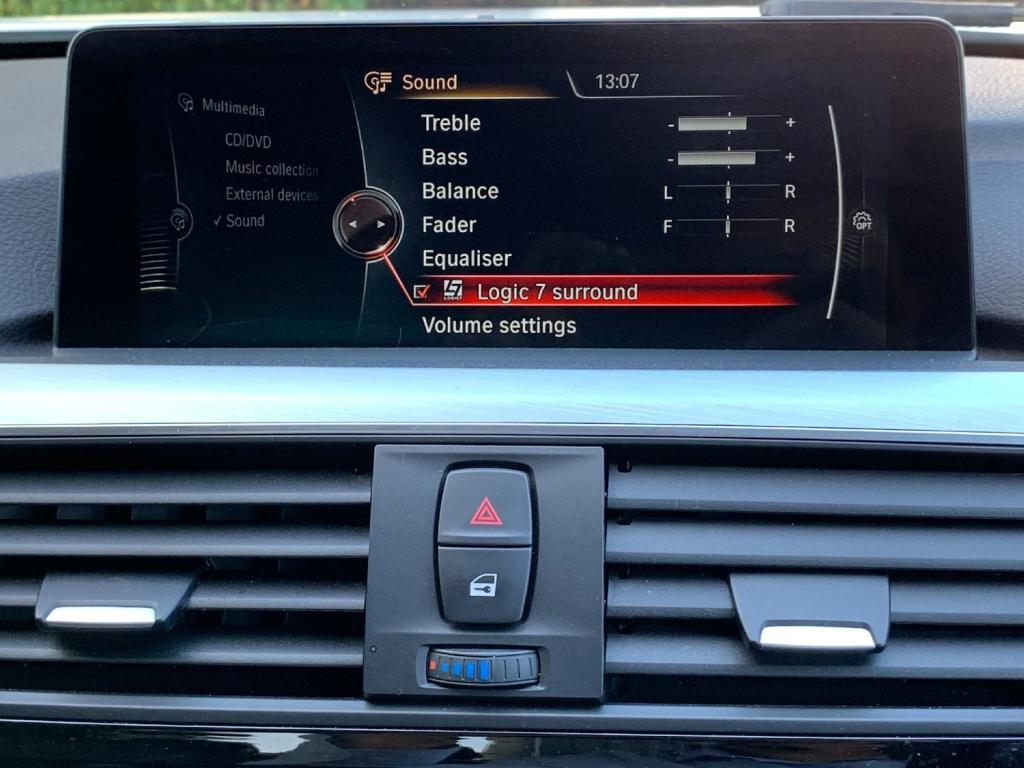 Sound 13:07
Multimedia
CD/DVD
Music collection
External devices
✓ Sound
Treble - +
Bass - +
Balance L R
Fader F R
Equaliser
LOGIC7 Logic 7 surround
Volume settings
OPT